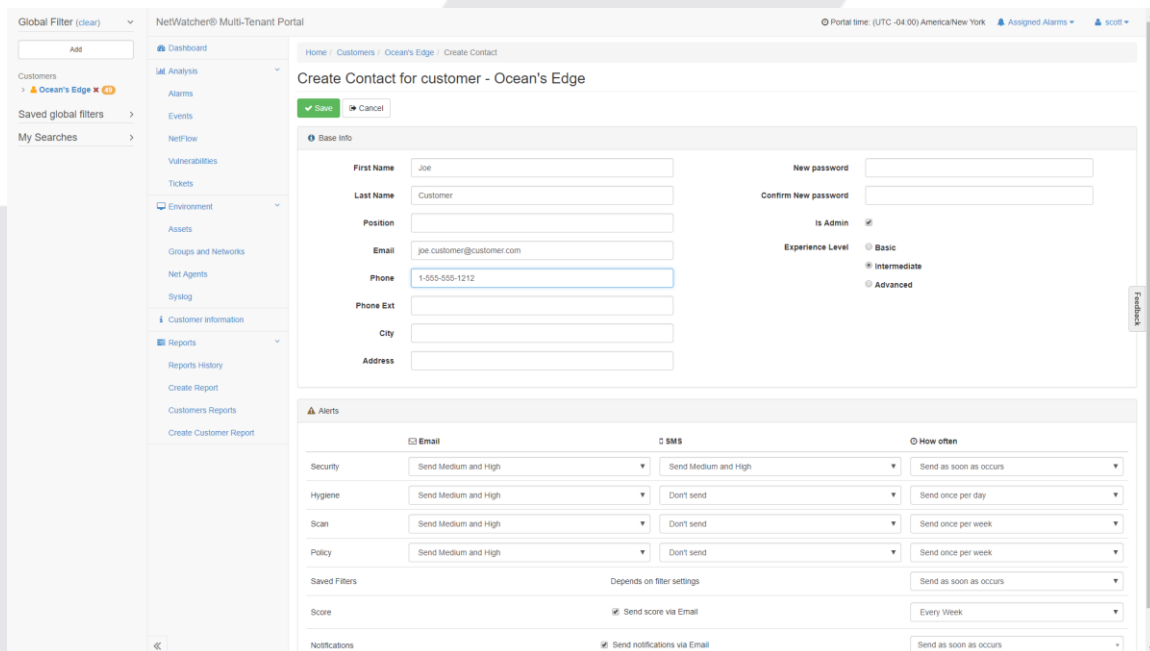 Global Filter (clear)
NetWatcher® Multi-Tenant Portal
Portal time: (UTC -04:00) America/New York
Assigned Alarms
scott
Add
Customers
Ocean's Edge 49
Saved global filters
My Searches
Dashboard
Analysis
Alarms
Events
NetFlow
Vulnerabilities
Tickets
Environment
Assets
Groups and Networks
Net Agents
Syslog
Customer information
Reports
Reports History
Create Report
Customers Reports
Create Customer Report
Home / Customers / Ocean's Edge / Create Contact
Create Contact for customer - Ocean's Edge
Save
Cancel
Base Info
First Name Joe
Last Name Customer
Position
Email joe.customer@customer.com
Phone 1-555-555-1212
Phone Ext
City
Address
New password
Confirm New password
Is Admin
Experience Level Basic
Intermediate
Advanced
Feedback
Alerts
Email SMS How often
Security Send Medium and High Send Medium and High Send as soon as occurs
Hygiene Send Medium and High Don't send Send once per day
Scan Send Medium and High Don't send Send once per week
Policy Send Medium and High Don't send Send once per week
Saved Filters Depends on filter settings Send as soon as occurs
Score Send score via Email Every Week
Notifications Send notifications via Email Send as soon as occurs